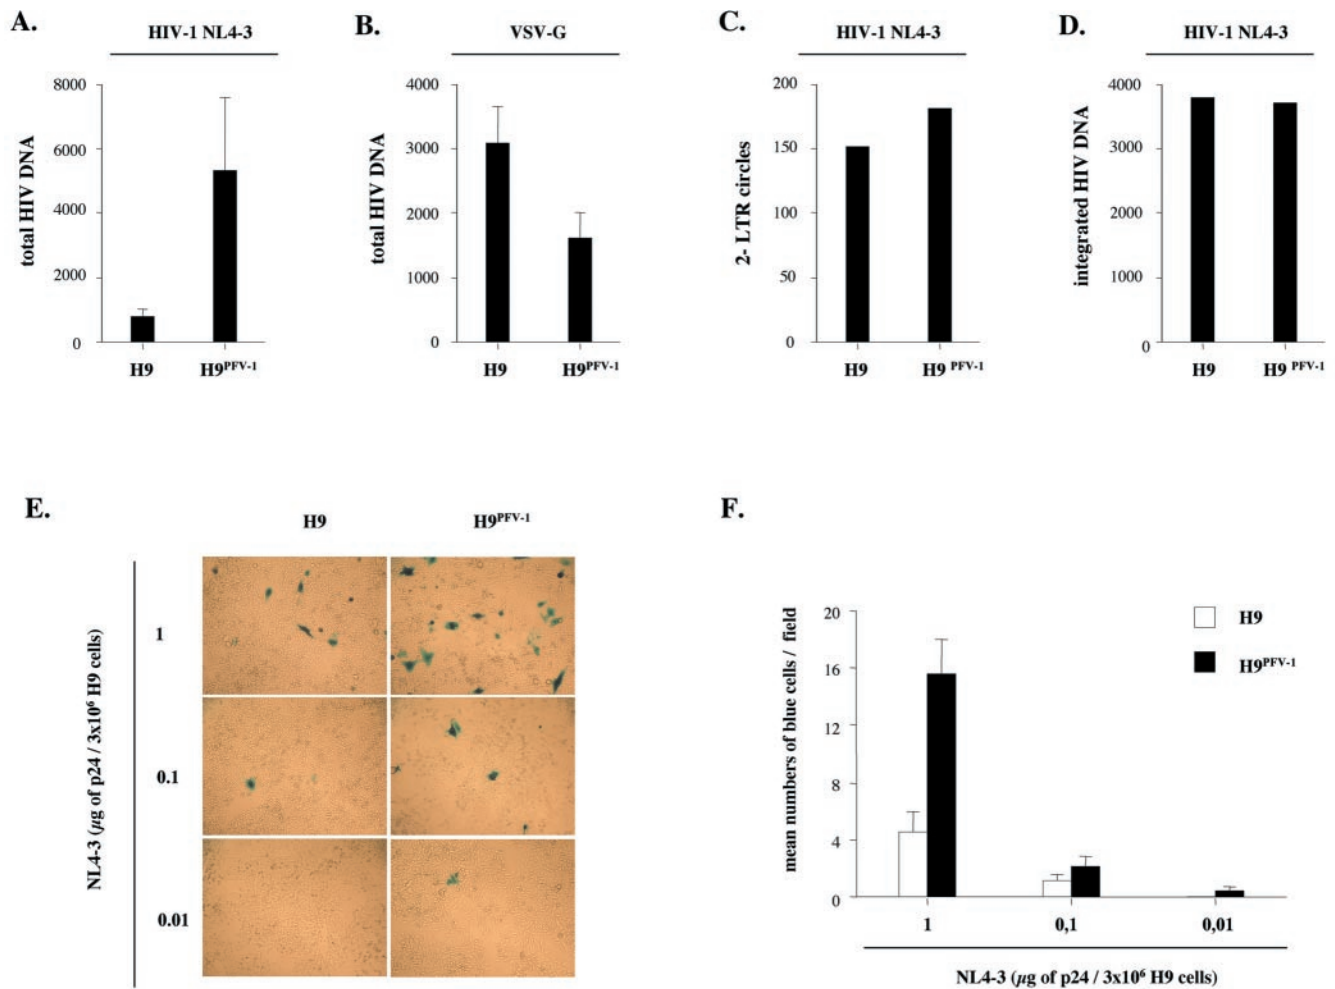 A.
HIV-1 NL4-3
total HIV DNA
8000
6000
4000
2000
0
H9
H9PFV-1
B.
VSV-G
total HIV DNA
4000
3000
2000
1000
0
H9
H9PFV-1
C.
HIV-1 NL4-3
2- LTR circles
200
150
100
50
0
H9
H9 PFV-1
D.
HIV-1 NL4-3
integrated HIV DNA
4000
3000
2000
1000
0
H9
H9 PFV-1
E.
H9
H9PFV-1
NL4-3 (µg of p24 / 3x10⁶ H9 cells)
1
0.1
0.01
F.
mean numbers of blue cells / field
20
16
12
8
4
0
H9
H9PFV-1
1
0,1
0,01
NL4-3 (µg of p24 / 3x10⁶ H9 cells)